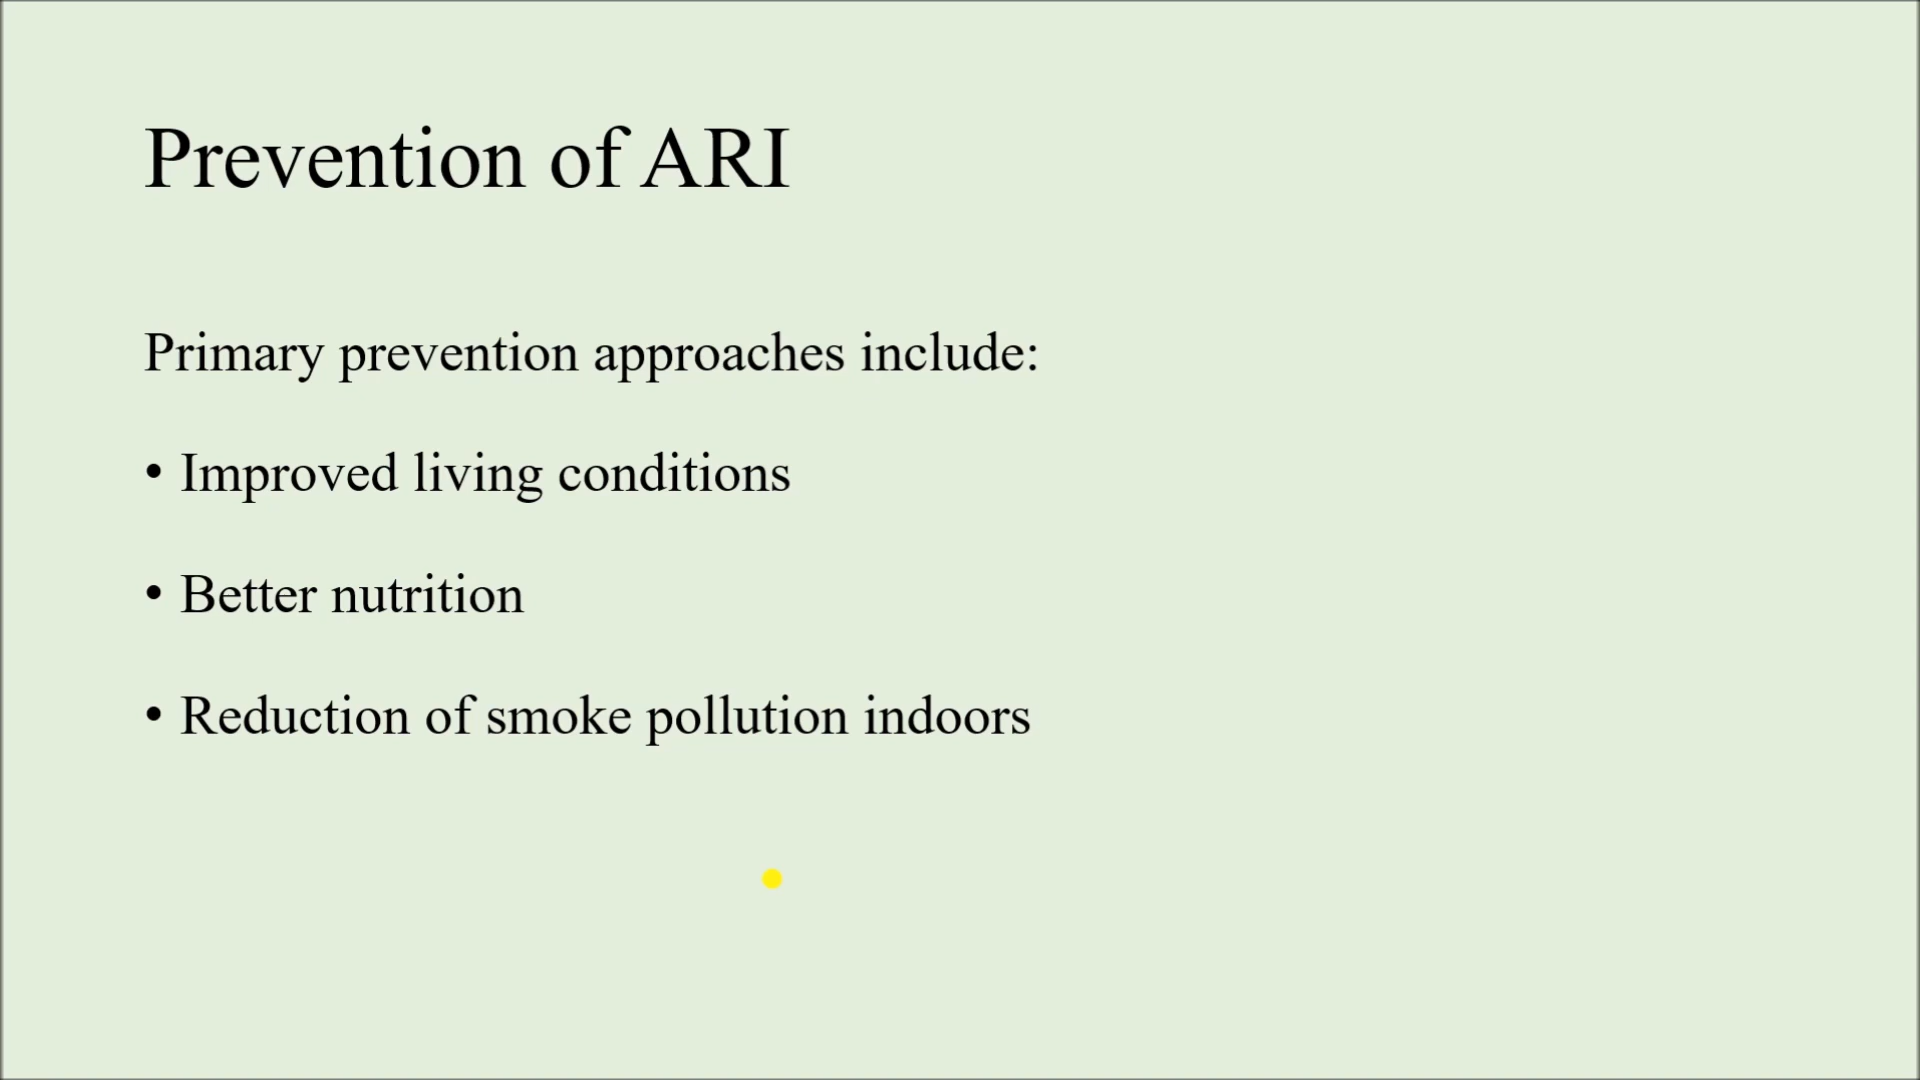 Prevention of ARI
Primary prevention approaches include:
• Improved living conditions
• Better nutrition
• Reduction of smoke pollution indoors